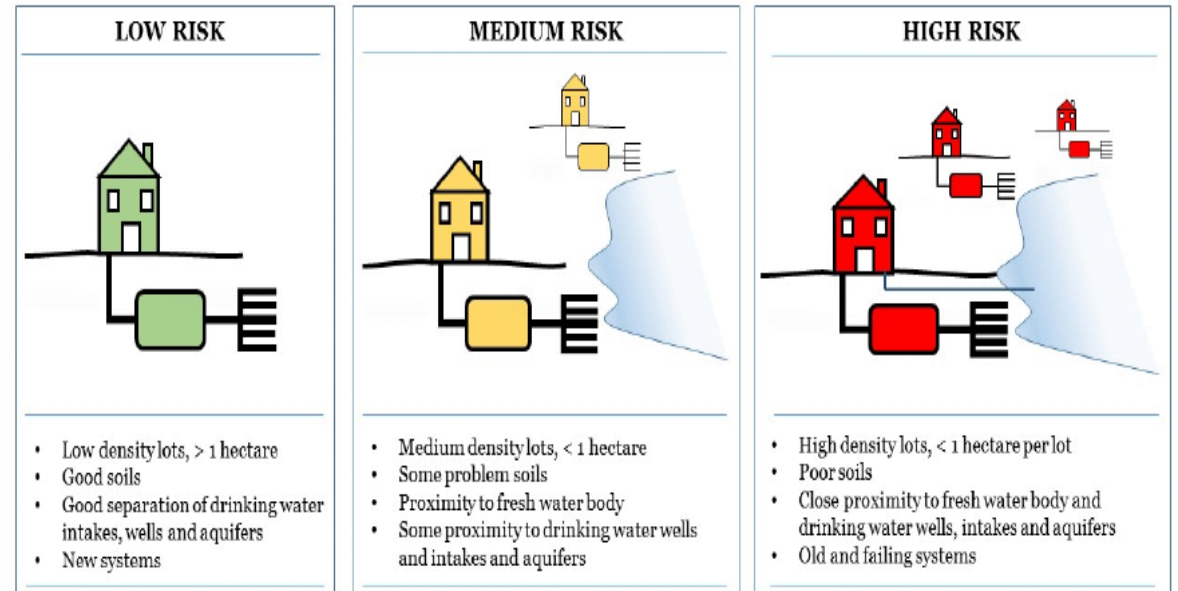 LOW RISK
Low density lots, > 1 hectare
Good soils
Good separation of drinking water
intakes, wells and aquifers
New systems
MEDIUM RISK
Medium density lots, < 1 hectare
Some problem soils
Proximity to fresh water body
Some proximity to drinking water wells
and intakes and aquifers
HIGH RISK
High density lots, < 1 hectare per lot
Poor soils
Close proximity to fresh water body and
drinking water wells, intakes and aquifers
Old and failing systems